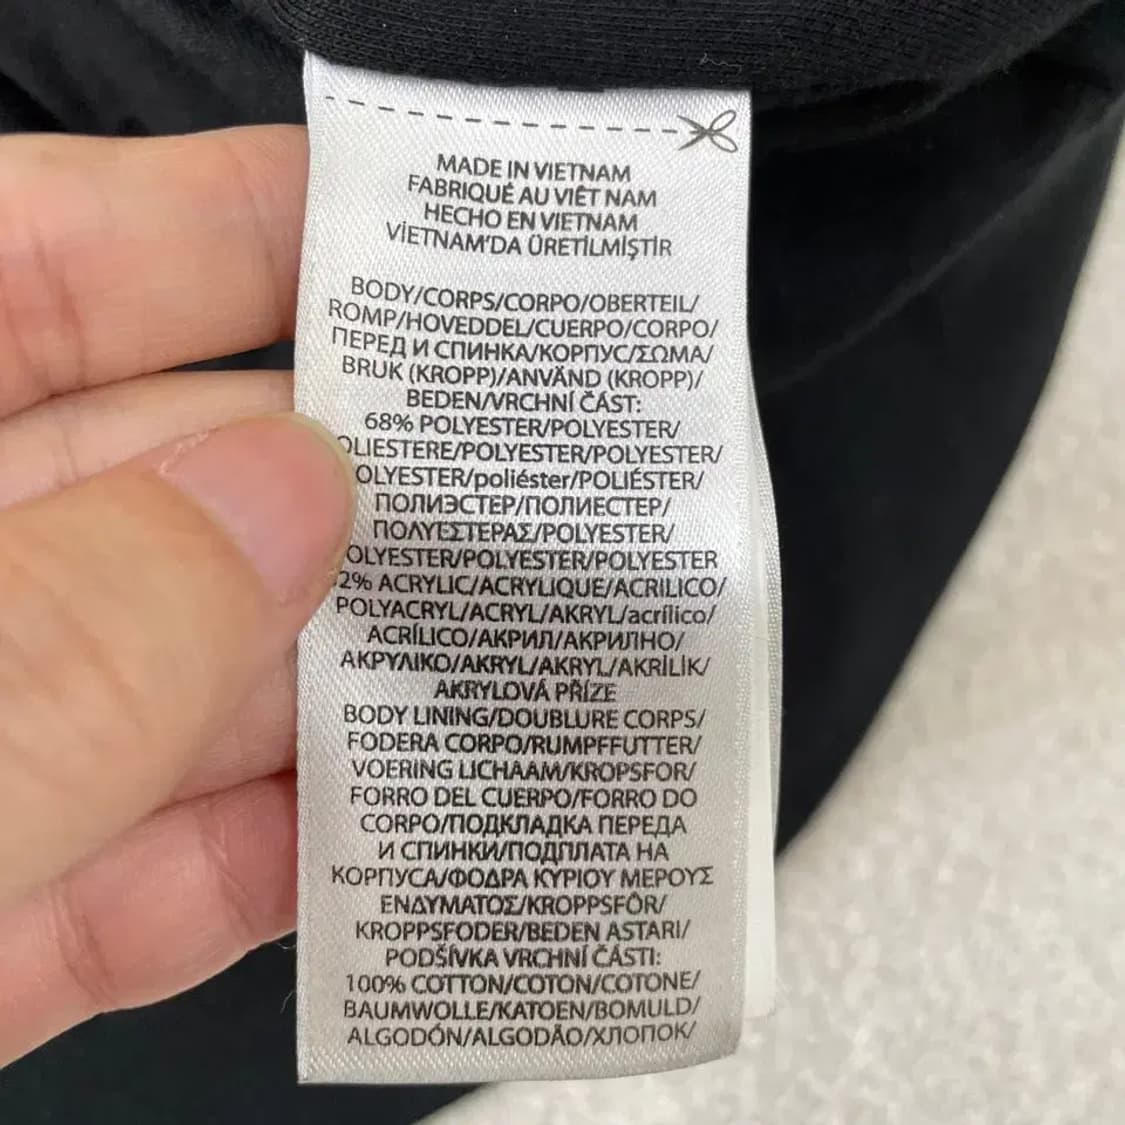 MADE IN VIETNAM
FABRIQUÉ AU VIÊT NAM
HECHO EN VIETNAM
VİETNAM'DA ÜRETİLMİŞTİR
BODY/CORPS/CORPO/OBERTEIL/
ROMP/HOVEDDEL/CUERPO/CORPO/
ПЕРЕД И СПИНКА/КОРПУС/ΣΩΜΑ/
BRUK (KROPP)/ANVÄND (KROPP)/
BEDEN/VRCHNÍ ČÁST:
68% POLYESTER/POLYESTER/
OLIESTERE/POLYESTER/POLYESTER/
OLYESTER/poliéster/POLIÉSTER/
ПОЛИЭСТЕР/ПОЛИЕСТЕР/
ΠΟΛΥΕΣΤΕΡΑΣ/POLYESTER/
OLYESTER/POLYESTER/POLYESTER
2% ACRYLIC/ACRYLIQUE/ACRILICO/
POLYACRYL/ACRYL/AKRYL/acrílico/
ACRÍLICO/АКРИЛ/АКРИЛНО/
ΑΚΡΥΛΙΚΟ/AKRYL/AKRYL/AKRİLİK/
AKRYLOVÁ PŘÍZE
BODY LINING/DOUBLURE CORPS/
FODERA CORPO/RUMPFFUTTER/
VOERING LICHAAM/KROPSFOR/
FORRO DEL CUERPO/FORRO DO
CORPO/ПОДКЛАДКА ПЕРЕДА
И СПИНКИ/ПОДПЛАТА НА
КОРПУСА/ΦΟΔΡΑ ΚΥΡΙΟΥ ΜΕΡΟΥΣ
ΕΝΔΥΜΑΤΟΣ/KROPPSFÔR/
KROPPSFODER/BEDEN ASTARI/
PODŠÍVKA VRCHNÍ ČÁSTI:
100% COTTON/COTON/COTONE/
BAUMWOLLE/KATOEN/BOMULD/
ALGODÓN/ALGODÃO/ХЛОПОК/